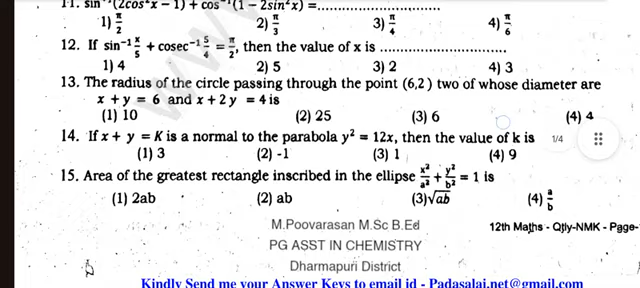 11. sin⁻¹(2cos²x − 1) + cos⁻¹(1 − 2sin²x) = ................
1) π/2 2) π/3 3) π/4 4) π/6
12. If sin⁻¹ x/5 + cosec⁻¹ 5/4 = π/2, then the value of x is ................
1) 4 2) 5 3) 2 4) 3
13. The radius of the circle passing through the point (6,2) two of whose diameter are
x + y = 6 and x + 2 y = 4 is
(1) 10 (2) 25 (3) 6 (4) 4
14. If x + y = K is a normal to the parabola y² = 12x, then the value of k is 1/4
(1) 3 (2) -1 (3) 1 (4) 9
15. Area of the greatest rectangle inscribed in the ellipse x²/a² + y²/b² = 1 is
(1) 2ab (2) ab (3) √ab (4) a/b
M.Poovarasan M.Sc B.Ed 12th Maths - Qtly-NMK - Page-
PG ASST IN CHEMISTRY
Dharmapuri District
Kindly Send me your Answer Keys to email id - Padasalai.net@gmail.com